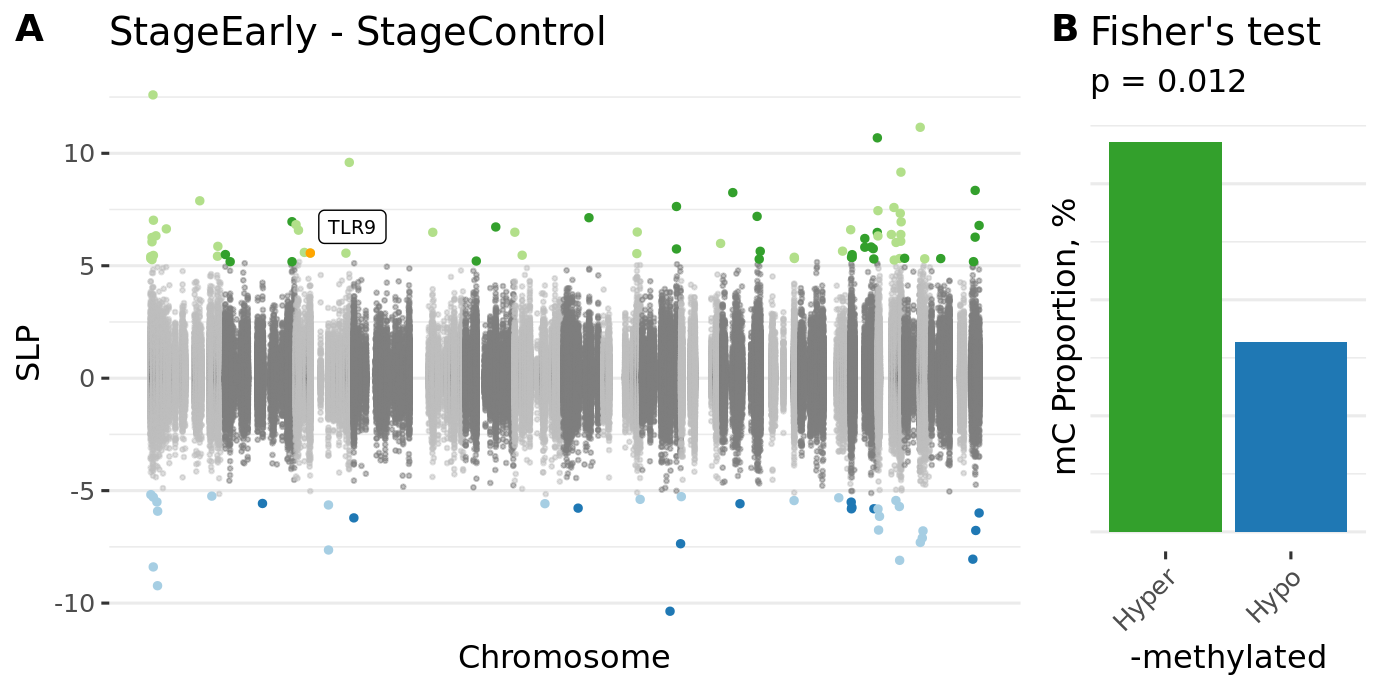 A
StageEarly - StageControl
SLP
10
5
0
-5
-10
TLR9
Chromosome
B
Fisher's test
p = 0.012
mC Proportion, %
Hyper
Hypo
-methylated